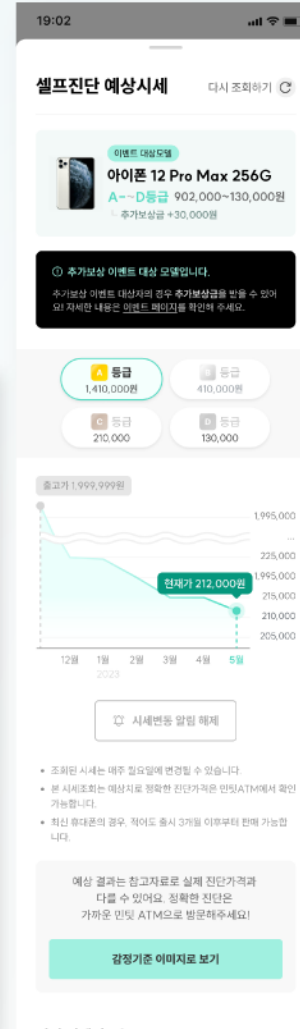 19:02
셀프진단 예상시세
다시 조회하기
이벤트 대상모델
아이폰 12 Pro Max 256G
A-~D등급 902,000~130,000원
추가보상금 +30,000원
추가보상 이벤트 대상 모델입니다.
추가보상 이벤트 대상자의 경우 추가보상금을 받을 수 있어
요! 자세한 내용은 이벤트 페이지를 확인해 주세요.
A 등급
1,410,000원
B 등급
410,000원
C 등급
210,000
D 등급
130,000
출고가 1,999,999원
1,995,000
...
225,000
현재가 212,000원
1,995,000
215,000
210,000
205,000
12월 1월 2월 3월 4월 5월
2023
시세변동 알림 해제
• 조회된 시세는 매주 월요일에 변경될 수 있습니다.
• 본 시세조회는 예상치로 정확한 진단가격은 민팃ATM에서 확인
가능합니다.
• 최신 휴대폰의 경우, 적어도 출시 3개월 이후부터 판매 가능합
니다.
예상 결과는 참고자료로 실제 진단가격과
다를 수 있어요. 정확한 진단은
가까운 민팃 ATM으로 방문해주세요!
감정기준 이미지로 보기